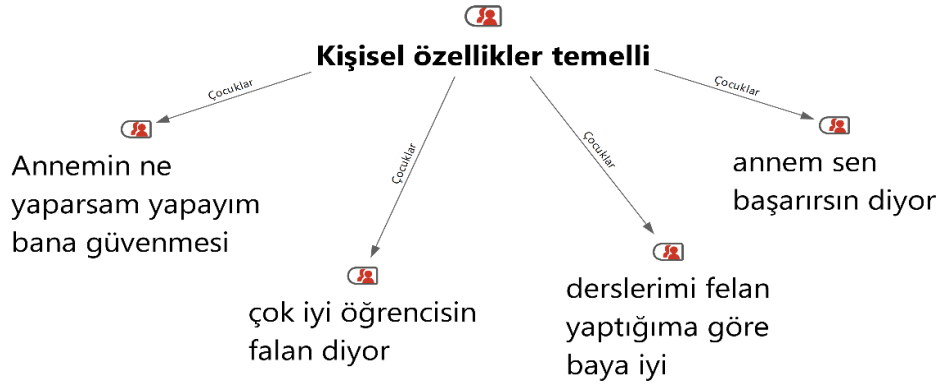 Kişisel özellikler temelli
Çocuklar
Çocuklar
Çocuklar
Çocuklar
Annemin ne
yaparsam yapayım
bana güvenmesi
çok iyi öğrencisin
falan diyor
derslerimi felan
yaptığıma göre
baya iyi
annem sen
başarırsın diyor